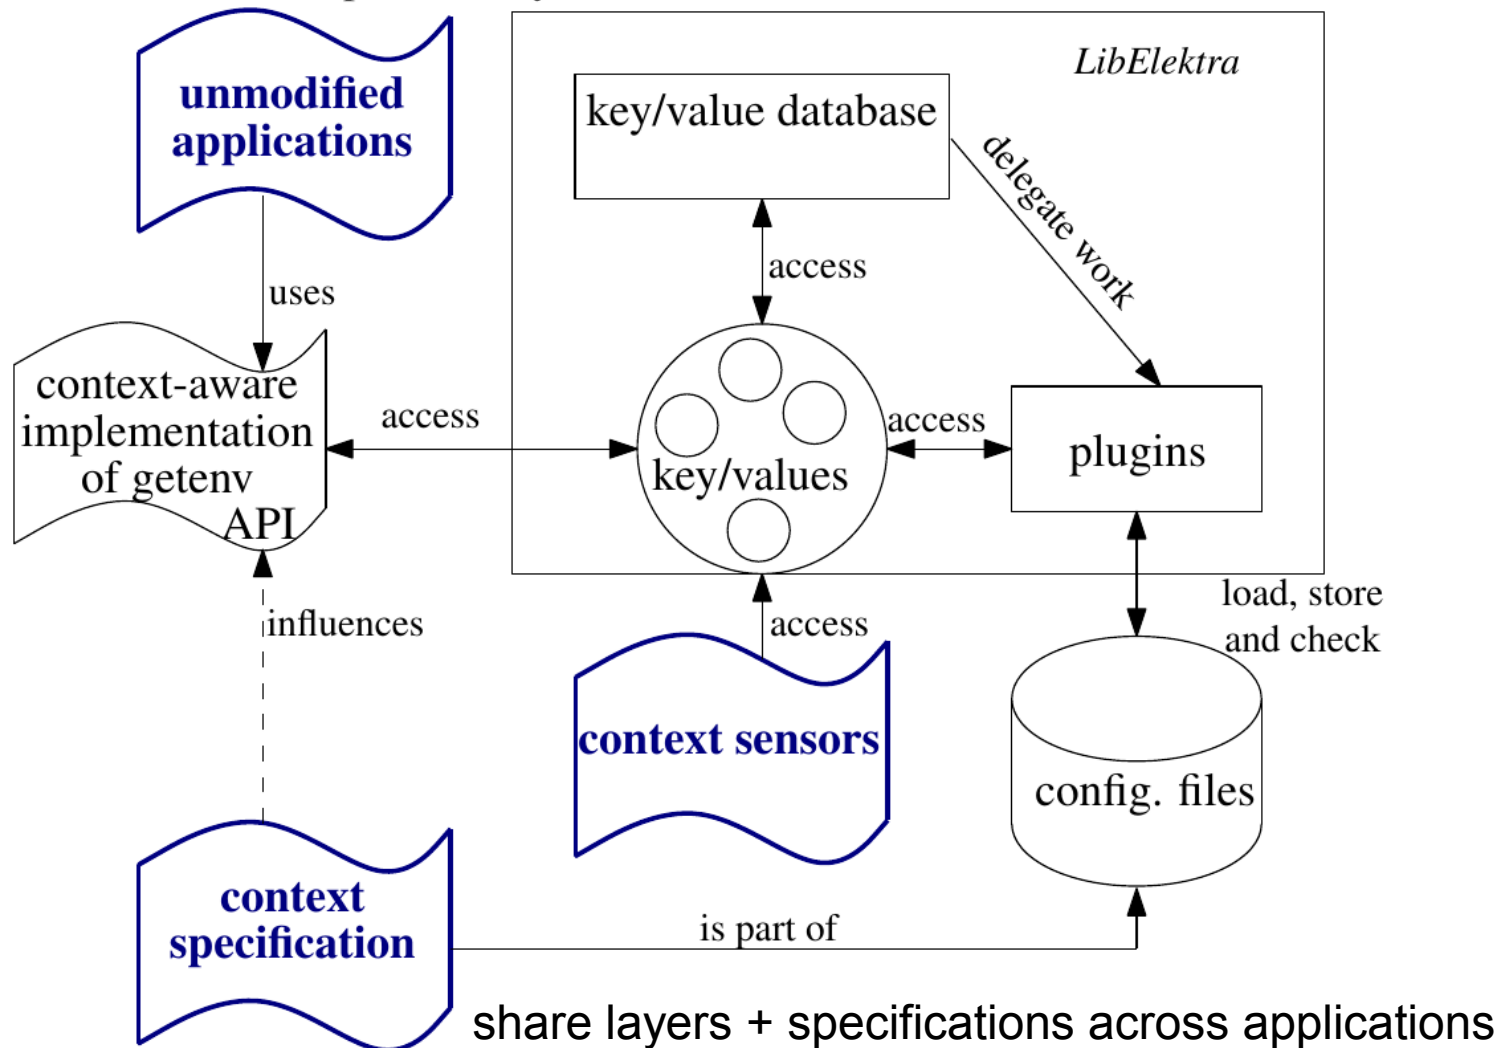 LibElektra
unmodified
applications
key/value database
delegate work
access
uses
context-aware
implementation
of getenv
API
access
key/values
access
plugins
influences
access
load, store
and check
context sensors
config. files
context
specification
is part of
share layers + specifications across applications